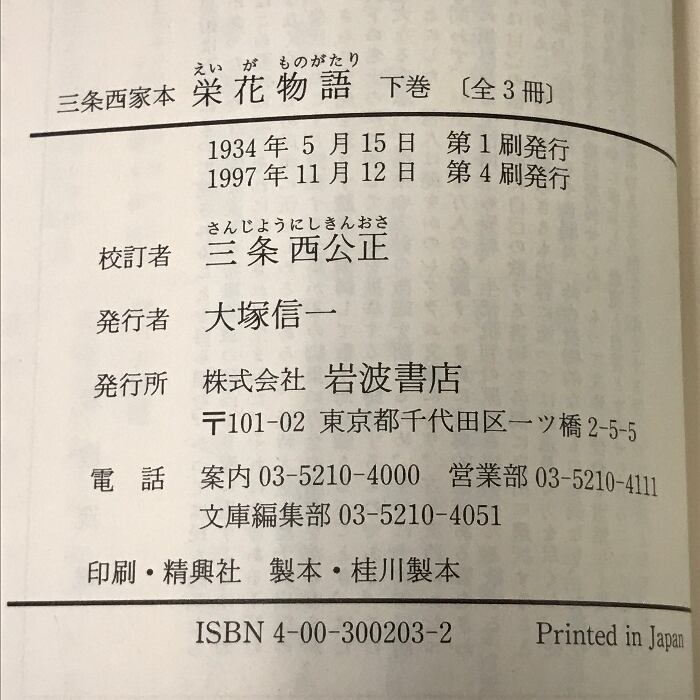 えい が ものがたり
三条西家本 栄花物語 下巻 〔全3冊〕
1934年 5 月15日 第1刷発行
1997年11月12日 第4刷発行
さんじようにしきんおさ
校訂者 三条西公正
発行者 大塚信一
発行所 株式会社 岩波書店
〒101-02 東京都千代田区一ツ橋2-5-5
電 話 案内 03-5210-4000 営業部 03-5210-4111
文庫編集部 03-5210-4051
印刷・精興社 製本・桂川製本
ISBN 4-00-300203-2 Printed in Japan